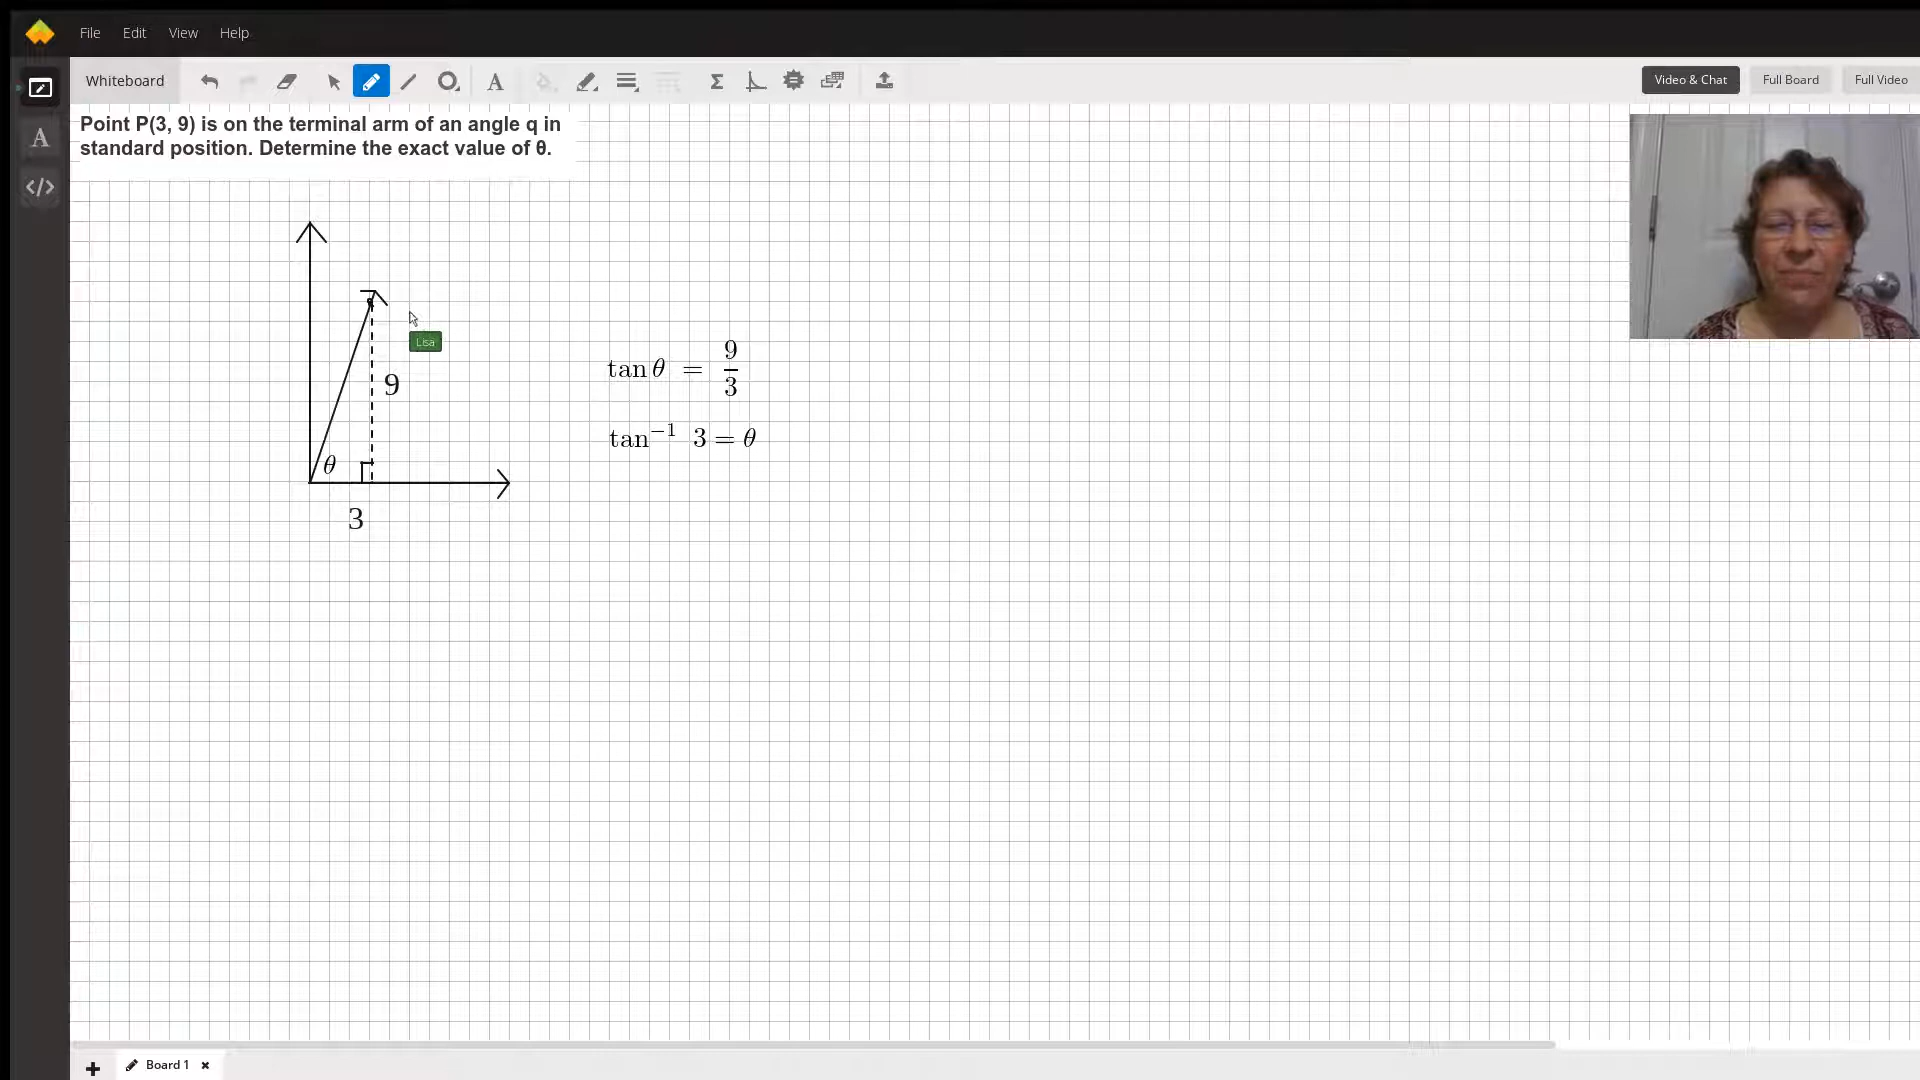 File Edit View Help
Whiteboard
Video & Chat Full Board Full Video
Point P(3, 9) is on the terminal arm of an angle q in
standard position. Determine the exact value of θ.
Lisa
9
θ
3
tan θ = 9/3
tan⁻¹ 3 = θ
Board 1